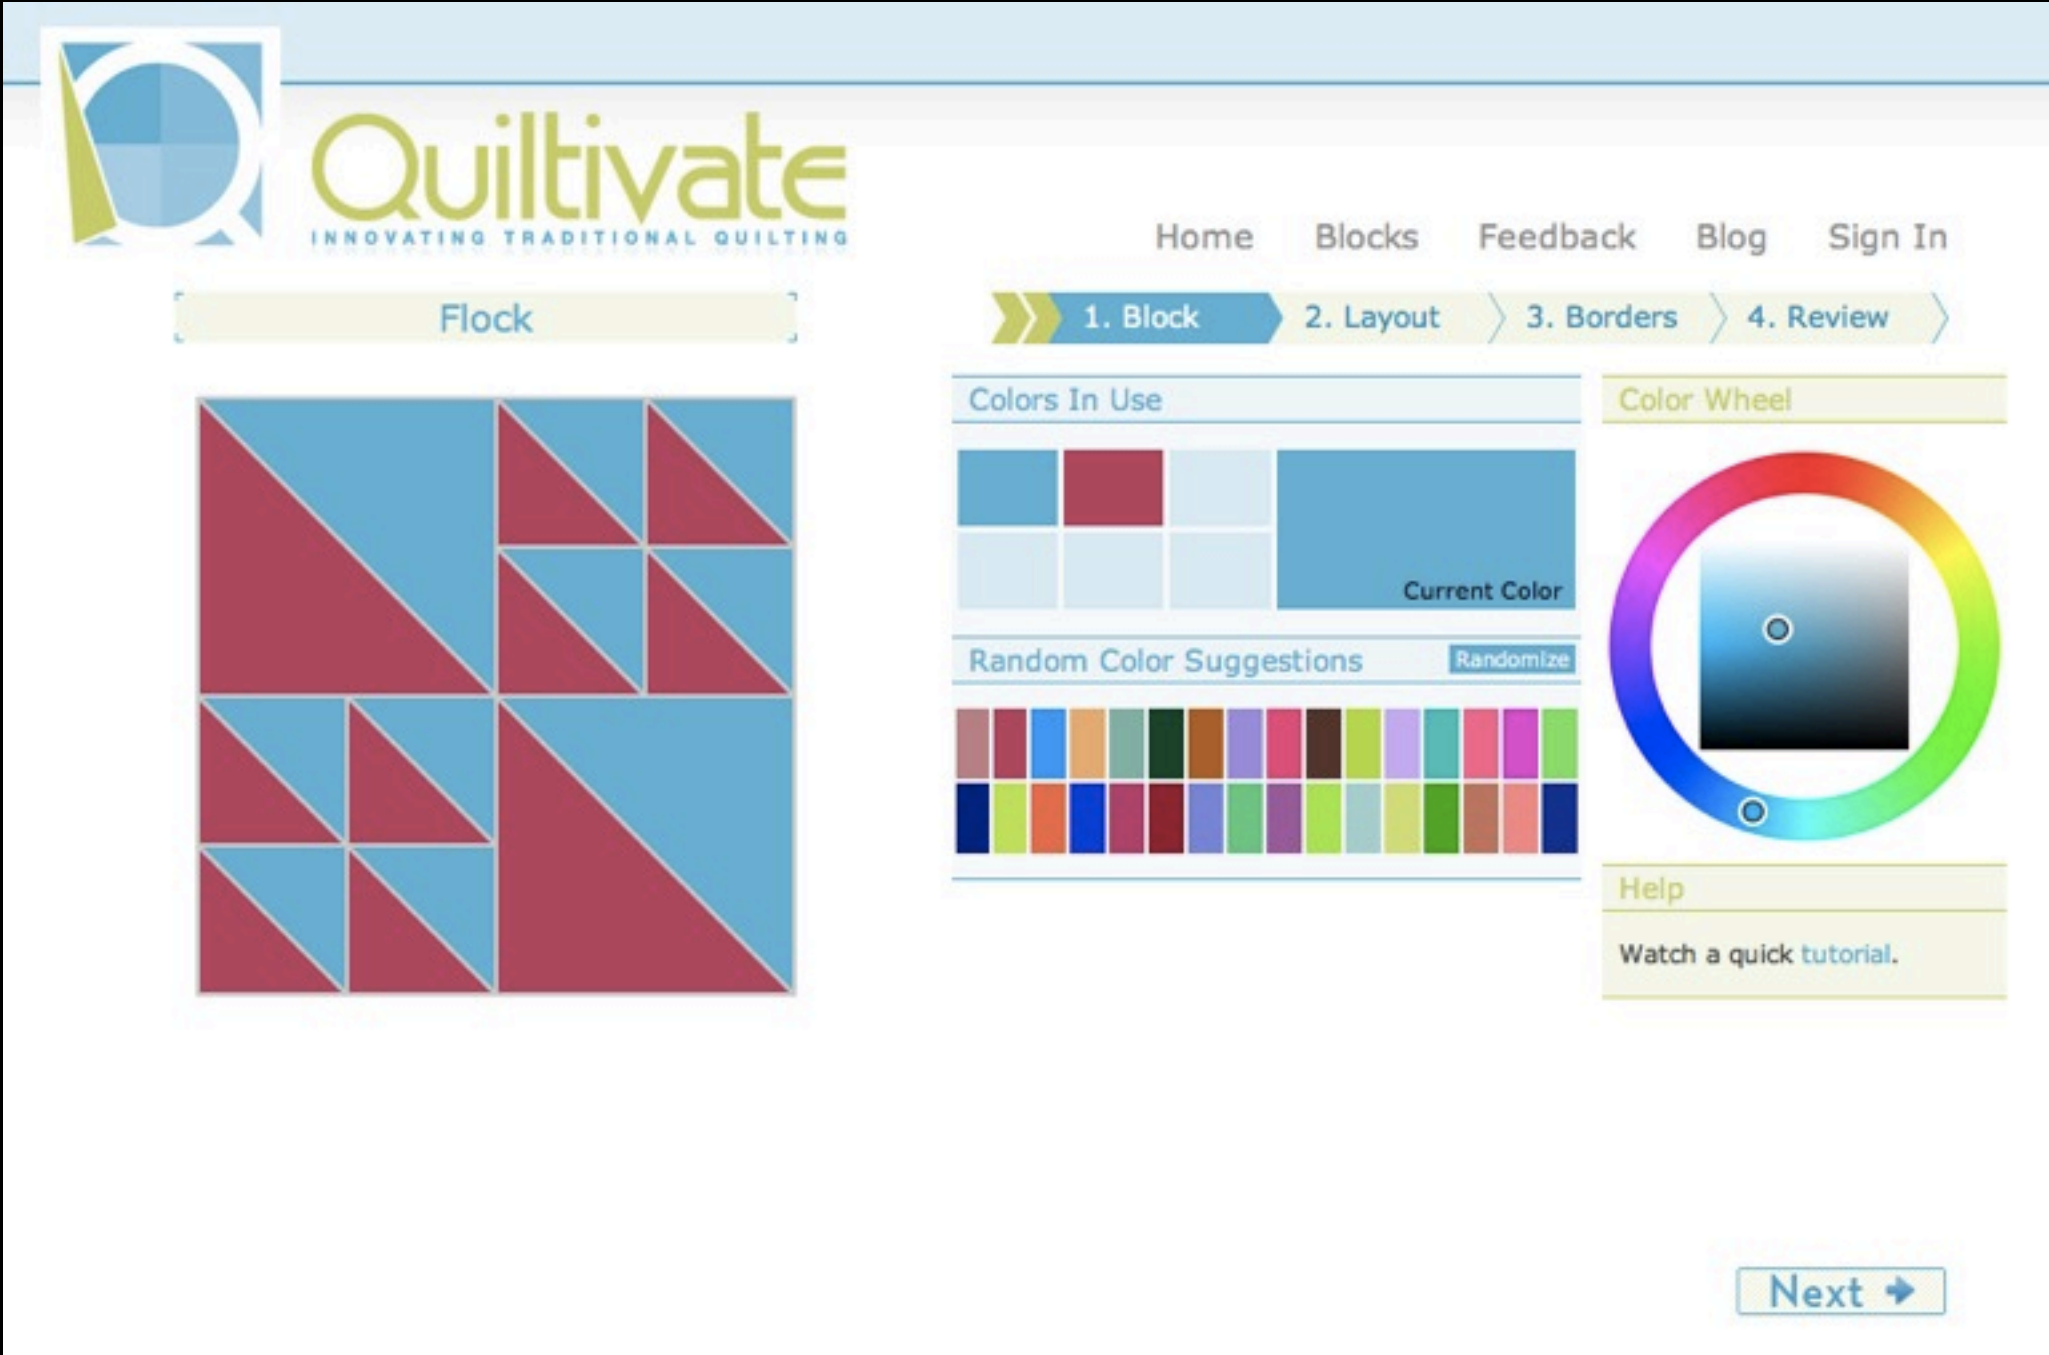 Quiltivate
INNOVATING TRADITIONAL QUILTING
Home Blocks Feedback Blog Sign In
Flock
1. Block 2. Layout 3. Borders 4. Review
Colors In Use
Current Color
Random Color Suggestions Randomize
Color Wheel
Help
Watch a quick tutorial.
Next